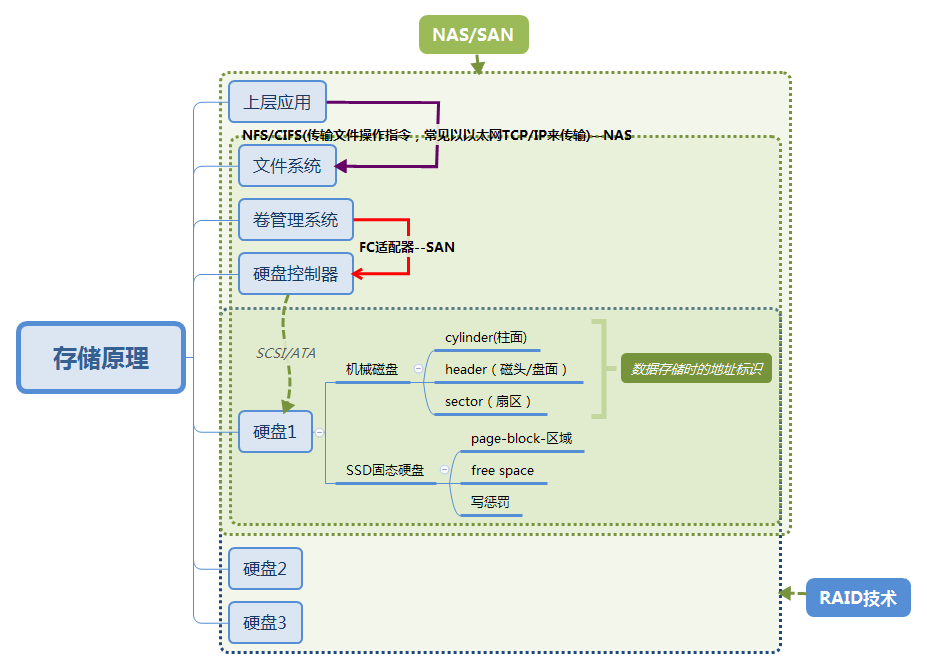 NAS/SAN
上层应用
NFS/CIFS(传输文件操作指令，常见以以太网TCP/IP来传输)--NAS
文件系统
卷管理系统
FC适配器--SAN
硬盘控制器
存储原理
SCSI/ATA
cylinder(柱面)
机械磁盘
header（磁头/盘面）
数据存储时的地址标识
sector（扇区）
硬盘1
page-block-区域
SSD固态硬盘
free space
写惩罚
硬盘2
RAID技术
硬盘3